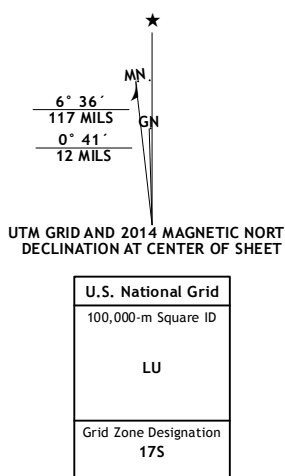 MN
6° 36´
117 MILS
GN
0° 41´
12 MILS
UTM GRID AND 2014 MAGNETIC NORT
DECLINATION AT CENTER OF SHEET
U.S. National Grid
100,000-m Square ID
LU
Grid Zone Designation
17S